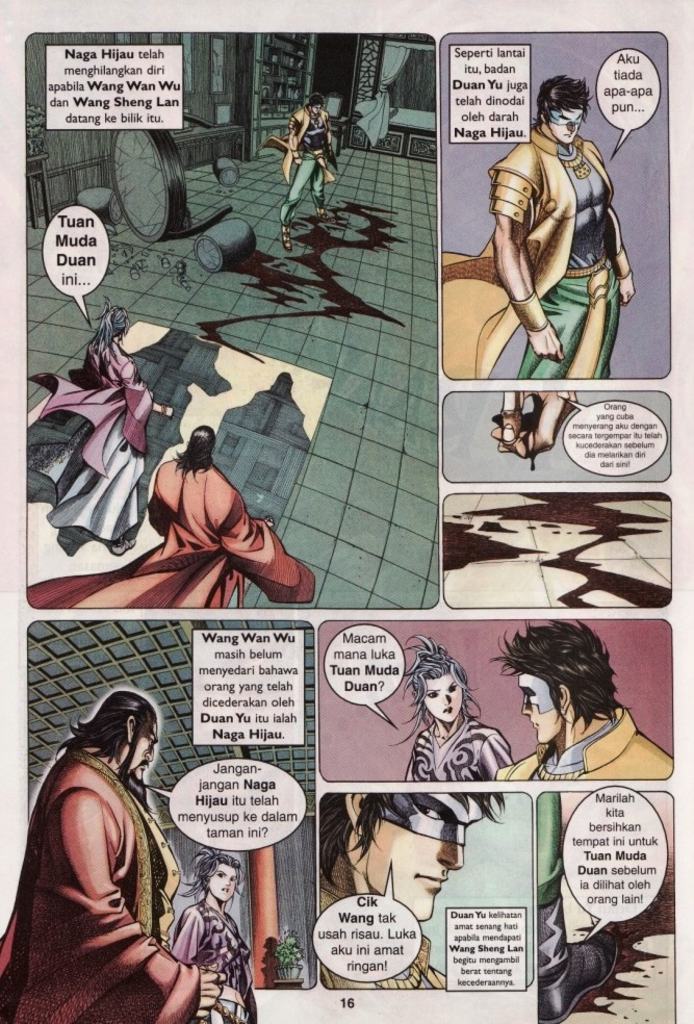 Naga Hijau telah
menghilangkan diri
apabila Wang Wan Wu
dan Wang Sheng Lan
datang ke bilik itu.
Tuan
Muda
Duan
ini...
Seperti lantai
itu, badan
Duan Yu juga
telah dinodai
oleh darah
Naga Hijau.
Aku
tiada
apa-apa
pun...
Orang
yang cuba
menyerang aku dengan
secara tergempar itu telah
kucederakan sebelum
dia melarikan diri
dari sini!
Wang Wan Wu
masih belum
menyedari bahawa
orang yang telah
dicederakan oleh
Duan Yu itu ialah
Naga Hijau.
Jangan-
jangan Naga
Hijau itu telah
menyusup ke dalam
taman ini?
Macam
mana luka
Tuan Muda
Duan?
Cik
Wang tak
usah risau. Luka
aku ini amat
ringan!
Duan Yu kelihatan
amat senang hati
apabila mendapati
Wang Sheng Lan
begitu mengambil
berat tentang
kecederaannya.
Marilah
kita
bersihkan
tempat ini untuk
Tuan Muda
Duan sebelum
ia dilihat oleh
orang lain!
16